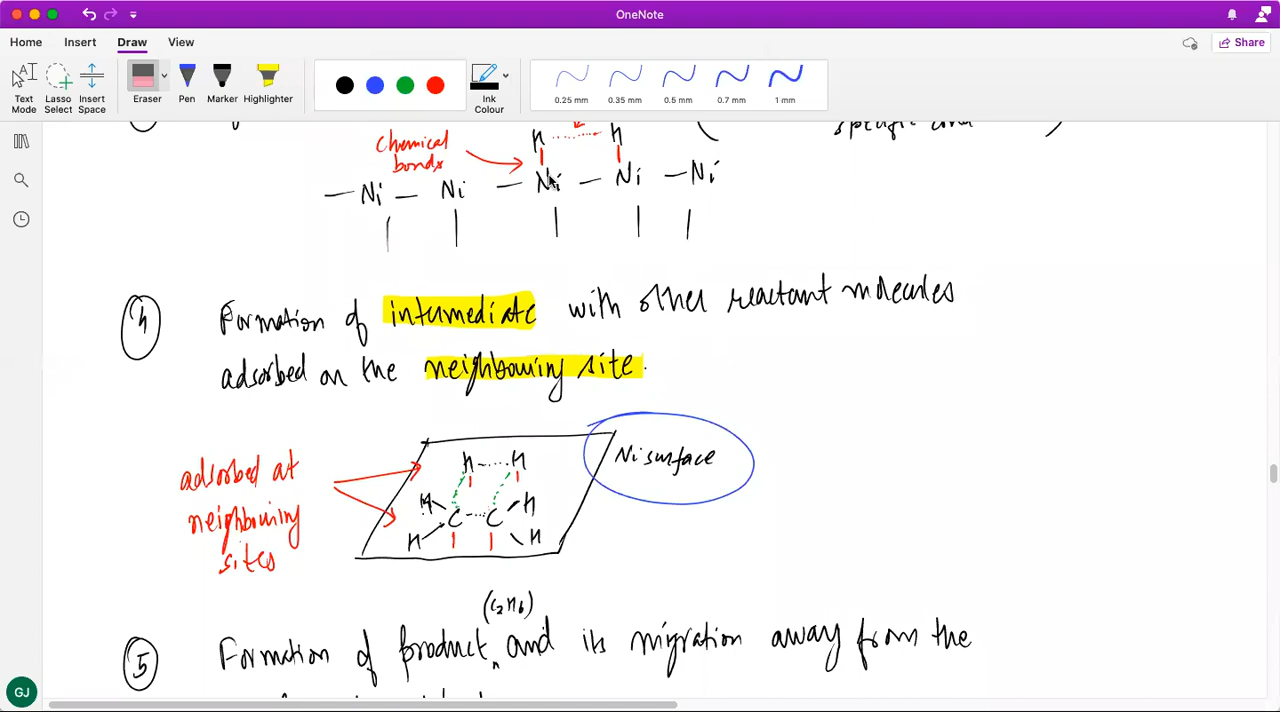 OneNote
Home Insert Draw View
Share
Text Mode
Lasso Select
Insert Space
Eraser
Pen
Marker
Highlighter
Ink Colour
0.25 mm
0.35 mm
0.5 mm
0.7 mm
1 mm
Chemical
bonds
H H
— Ni — Ni — Ni — Ni — Ni
4 Formation of intermediate with other reactant molecules
adsorbed on the neighbouring site.
adsorbed at
neighbouring
sites
H H
H C C H
H H
Ni surface
(C2H6)
5 Formation of product, and its migration away from the
GJ